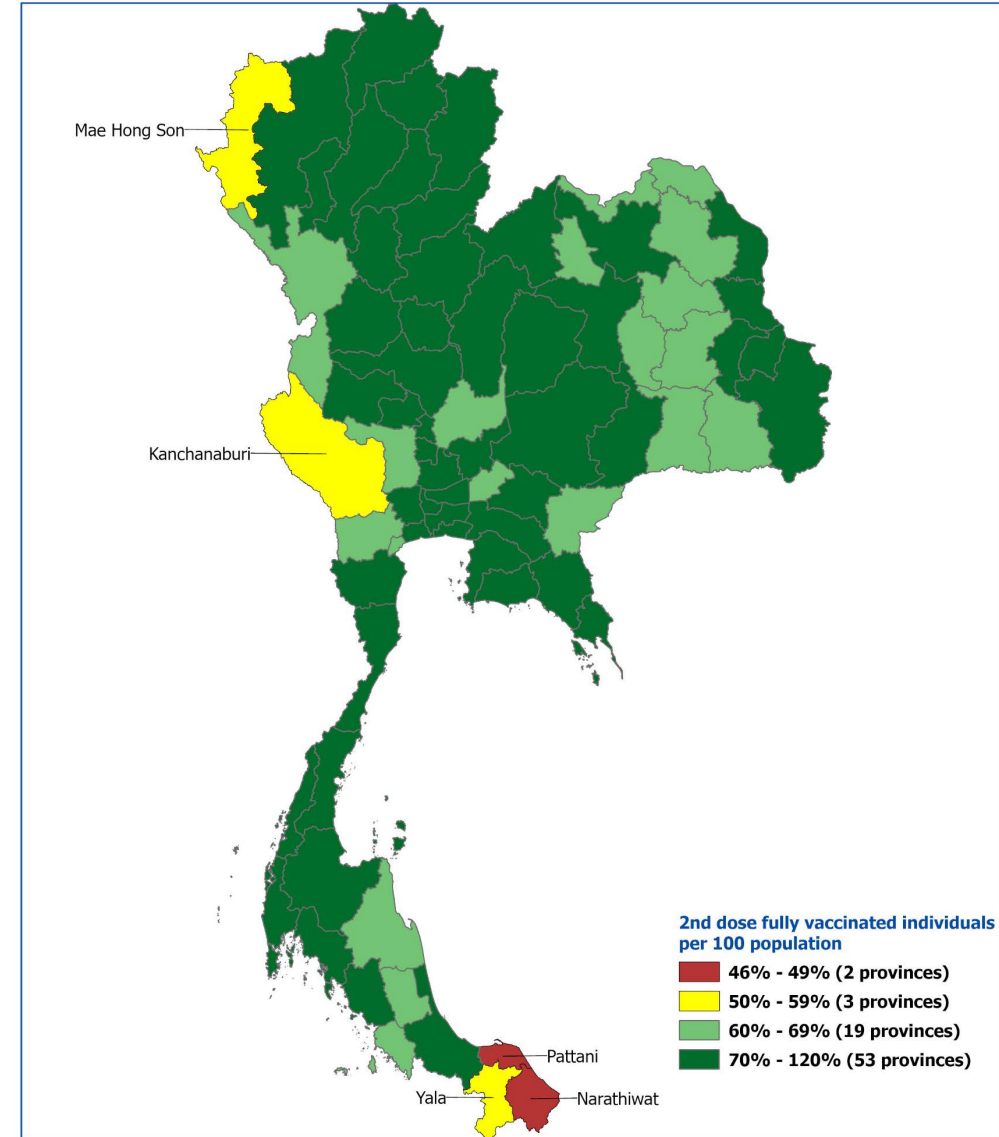 Mae Hong Son
Kanchanaburi
2nd dose fully vaccinated individuals
per 100 population
46% - 49% (2 provinces)
50% - 59% (3 provinces)
60% - 69% (19 provinces)
70% - 120% (53 provinces)
Pattani
Yala
Narathiwat